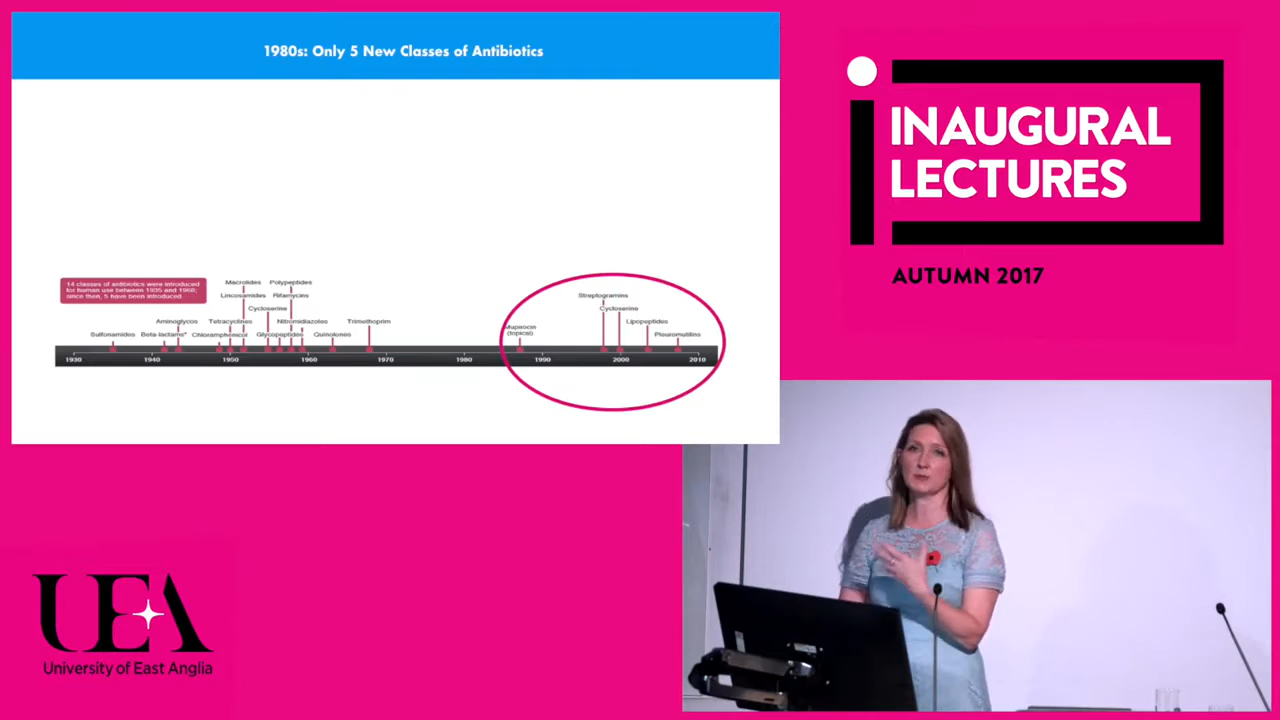 1980s: Only 5 New Classes of Antibiotics
14 classes of antibiotics were introduced
for human use between 1935 and 1968;
since then, 5 have been introduced.
Macrolides Polypeptides
Lincosamides Rifamycins
Cycloserine
Aminoglycos Tetracyclines Nitromidiazoles Trimethoprim
Sulfonamides Beta-lactams* Chloramphenicol Glycopeptides Quinolones
Streptogramins
Cycloserine
Mupirocin Lipopeptides
(topical) Pleuromutilins
1930 1940 1950 1960 1970 1980 1990 2000 2010
INAUGURAL
LECTURES
AUTUMN 2017
UEA
University of East Anglia